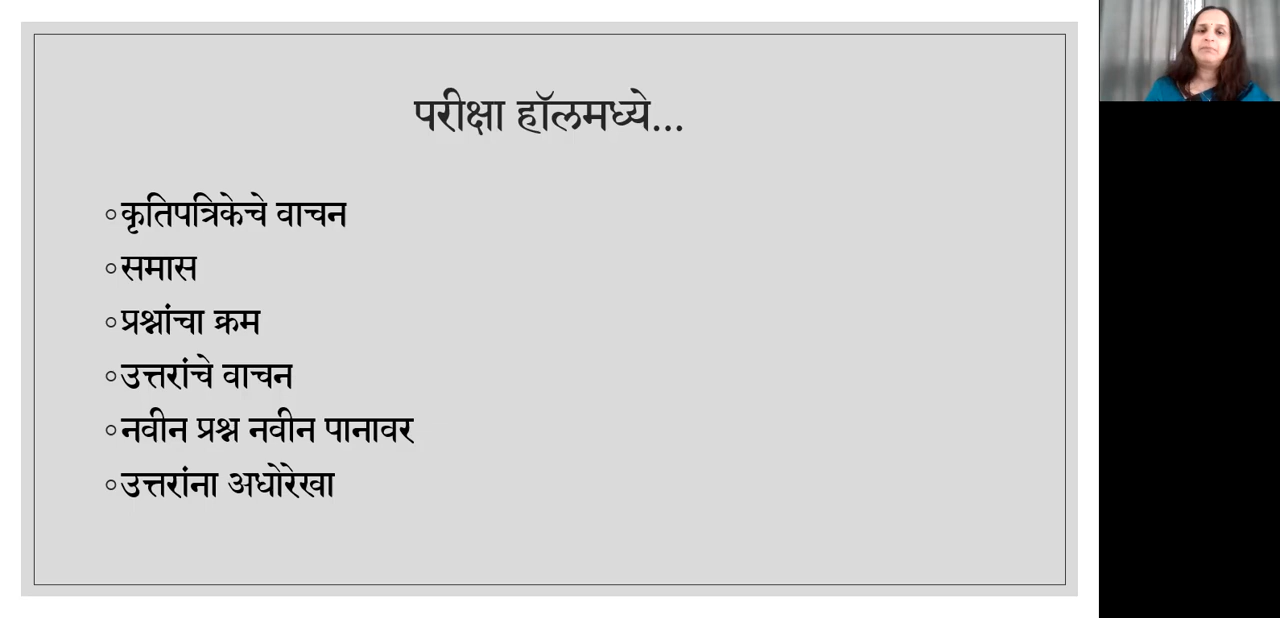 परीक्षा हॉलमध्ये...
○कृतिपत्रिकेचे वाचन
○समास
○प्रश्नांचा क्रम
○उत्तरांचे वाचन
○नवीन प्रश्न नवीन पानावर
○उत्तरांना अधोरेखा